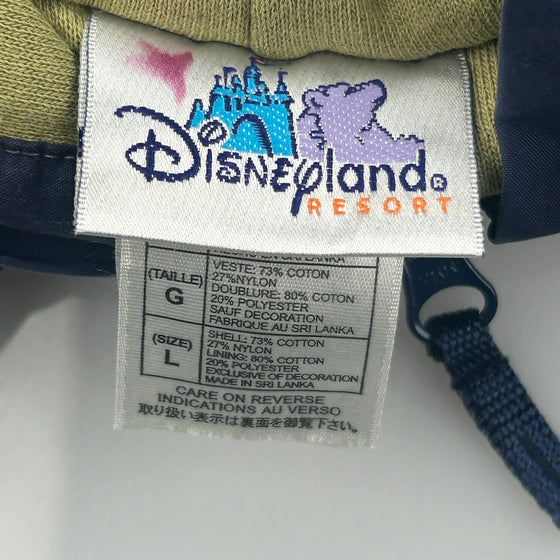 Disneyland®
RESORT
(TAILLE)
G
VESTE: 73% COTON
27%NYLON
DOUBLURE: 80% COTON
20% POLYESTER
SAUF DECORATION
FABRIQUE AU SRI LANKA
(SIZE)
L
SHELL: 73% COTTON
27% NYLON
LINING: 80% COTTON
20% POLYESTER
EXCLUSIVE OF DECORATION
MADE IN SRI LANKA
CARE ON REVERSE
INDICATIONS AU VERSO
取り扱い表示は裏面を御覧下さい